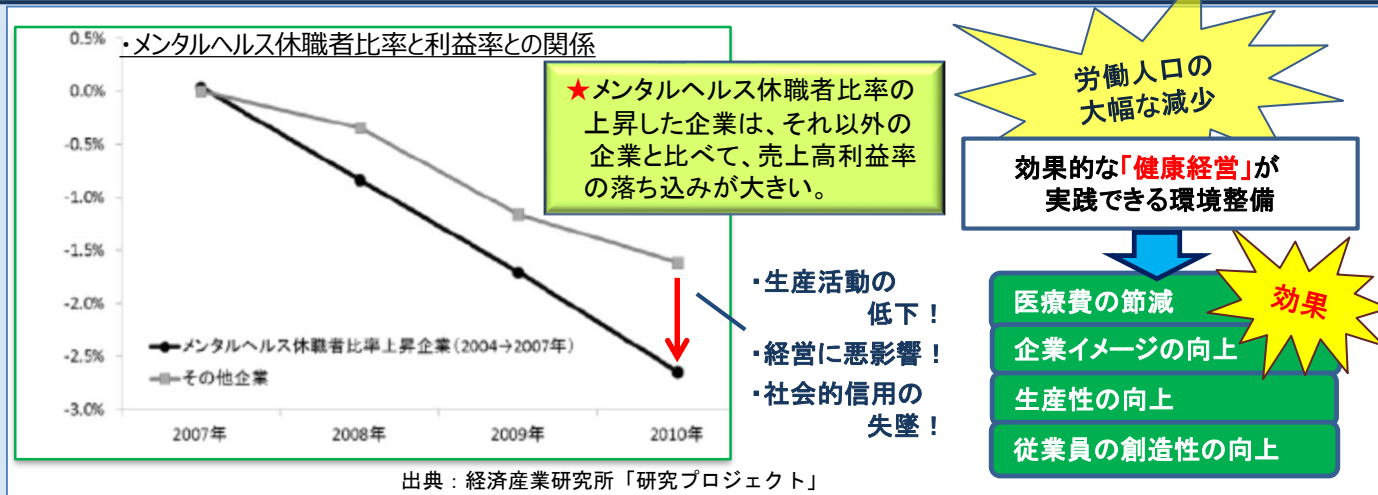 ・メンタルヘルス休職者比率と利益率との関係
0.5%
0.0%
-0.5%
-1.0%
-1.5%
-2.0%
-2.5%
-3.0%
メンタルヘルス休職者比率上昇企業(2004→2007年)
その他企業
2007年
2008年
2009年
2010年
★メンタルヘルス休職者比率の
上昇した企業は、それ以外の
企業と比べて、売上高利益率
の落ち込みが大きい。
・生産活動の
低下！
・経営に悪影響！
・社会的信用の
失墜！
出典：経済産業研究所「研究プロジェクト」
労働人口の
大幅な減少
効果的な「健康経営」が
実践できる環境整備
効果
医療費の節減
企業イメージの向上
生産性の向上
従業員の創造性の向上